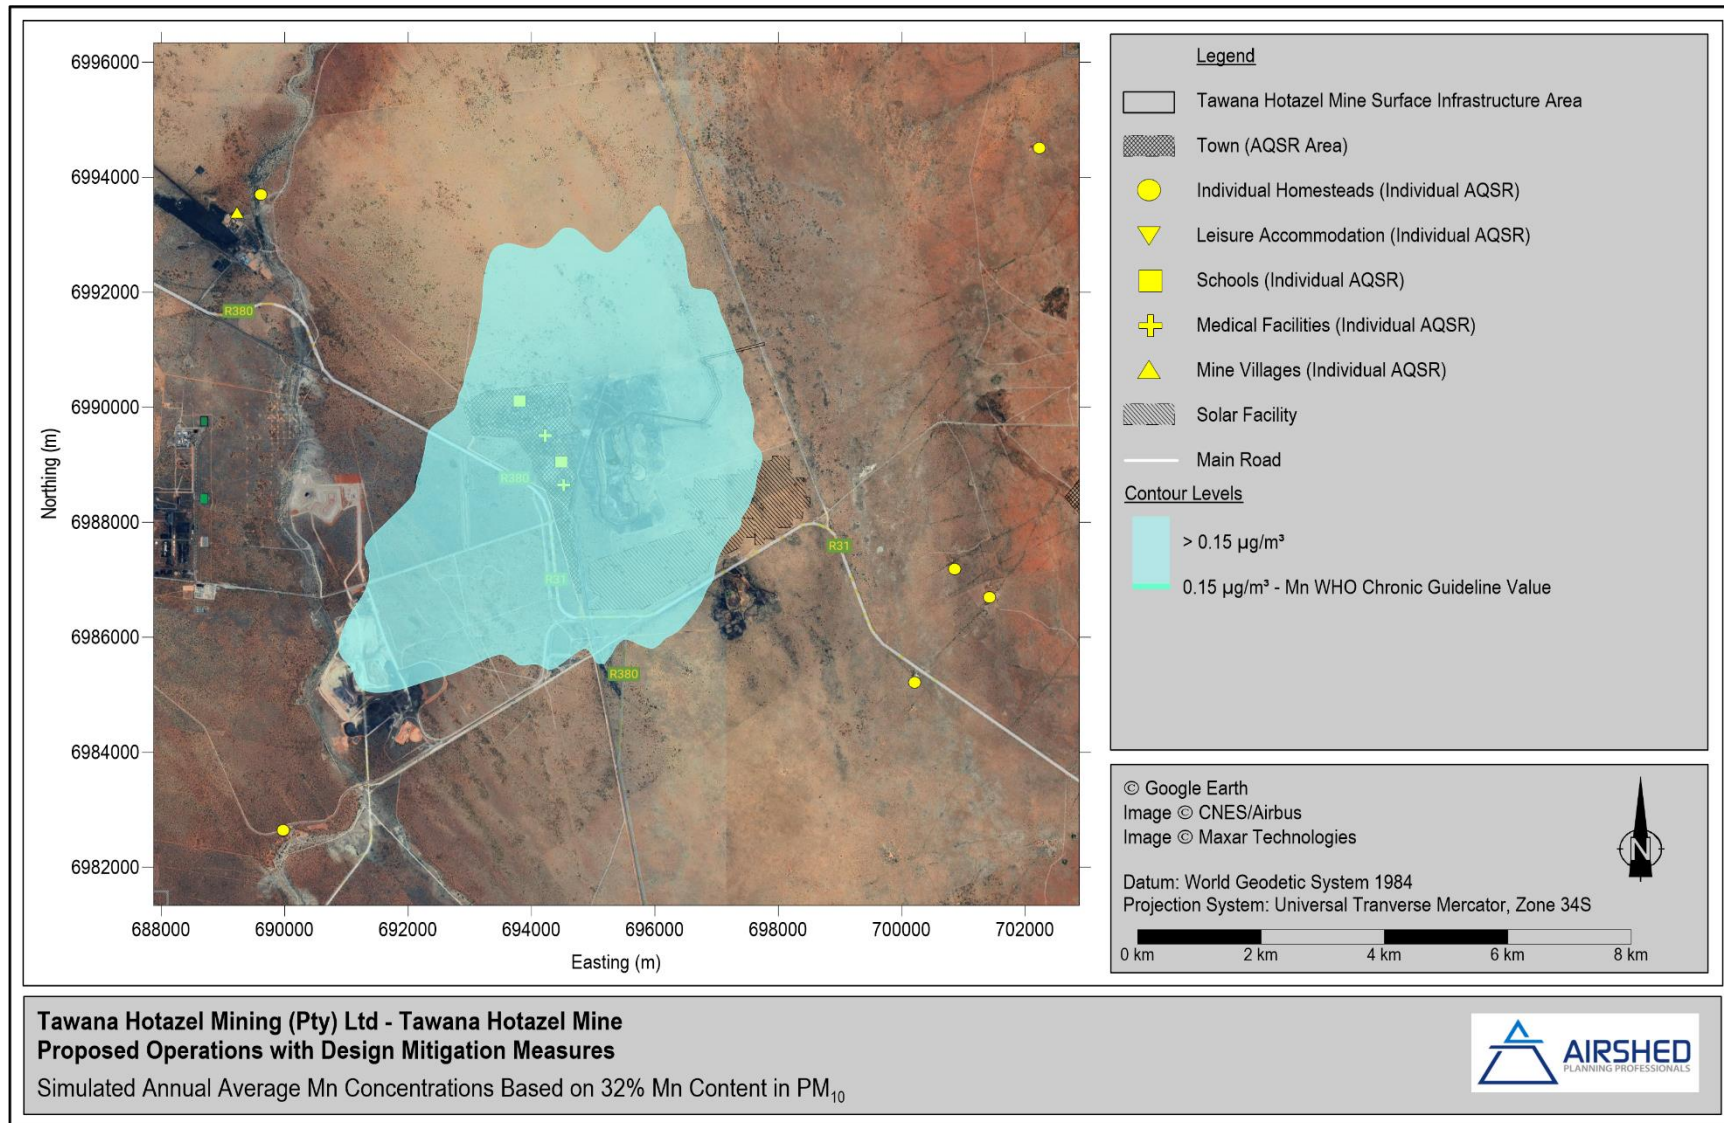 6996000
6994000
6992000
6990000
6988000
6986000
6984000
6982000
Northing (m)
688000
690000
692000
694000
696000
698000
700000
702000
Easting (m)
R380
R380
R31
R31
R380
Legend
Tawana Hotazel Mine Surface Infrastructure Area
Town (AQSR Area)
Individual Homesteads (Individual AQSR)
Leisure Accommodation (Individual AQSR)
Schools (Individual AQSR)
Medical Facilities (Individual AQSR)
Mine Villages (Individual AQSR)
Solar Facility
Main Road
Contour Levels
> 0.15 µg/m³
0.15 µg/m³ - Mn WHO Chronic Guideline Value
© Google Earth
Image © CNES/Airbus
Image © Maxar Technologies
N
Datum: World Geodetic System 1984
Projection System: Universal Tranverse Mercator, Zone 34S
0 km 2 km 4 km 6 km 8 km
Tawana Hotazel Mining (Pty) Ltd - Tawana Hotazel Mine
Proposed Operations with Design Mitigation Measures
Simulated Annual Average Mn Concentrations Based on 32% Mn Content in PM₁₀
AIRSHED
PLANNING PROFESSIONALS